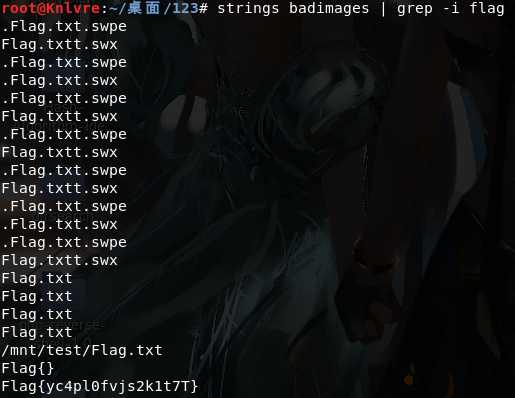 root@Knlvre:~/桌面/123# strings badimages | grep -i flag
.Flag.txt.swpe
Flag.txtt.swx
.Flag.txt.swpe
.Flag.txtt.swx
.Flag.txt.swpe
Flag.txtt.swx
.Flag.txt.swpe
.Flag.txtt.swx
.Flag.txt.swpe
Flag.txtt.swx
.Flag.txt.swpe
.Flag.txtt.swx
.Flag.txt.swpe
Flag.txtt.swx
Flag.txt
Flag.txt
Flag.txt
Flag.txt
/mnt/test/Flag.txt
Flag{}
Flag{yc4pl0fvjs2k1t7T}